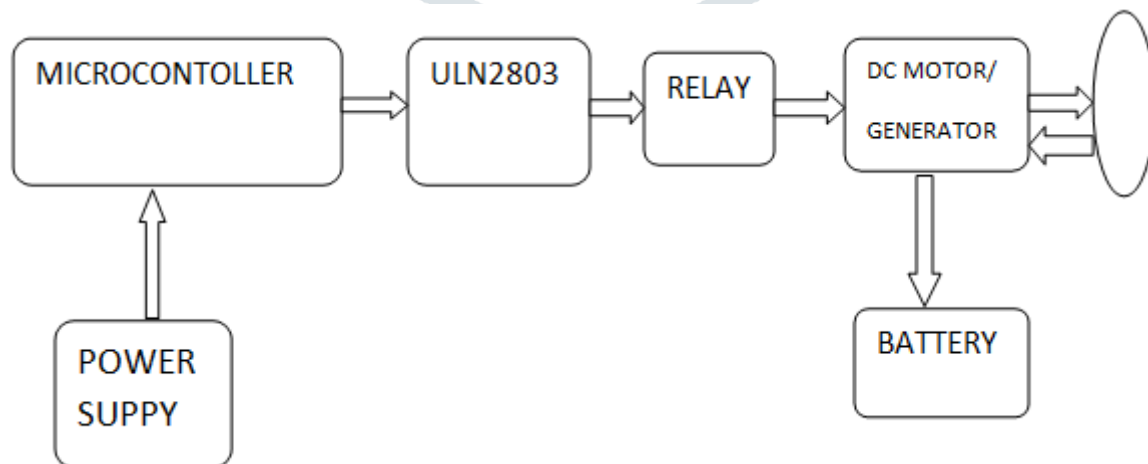 MICROCONTOLLER
ULN2803
RELAY
DC MOTOR/
GENERATOR
POWER
SUPPY
BATTERY